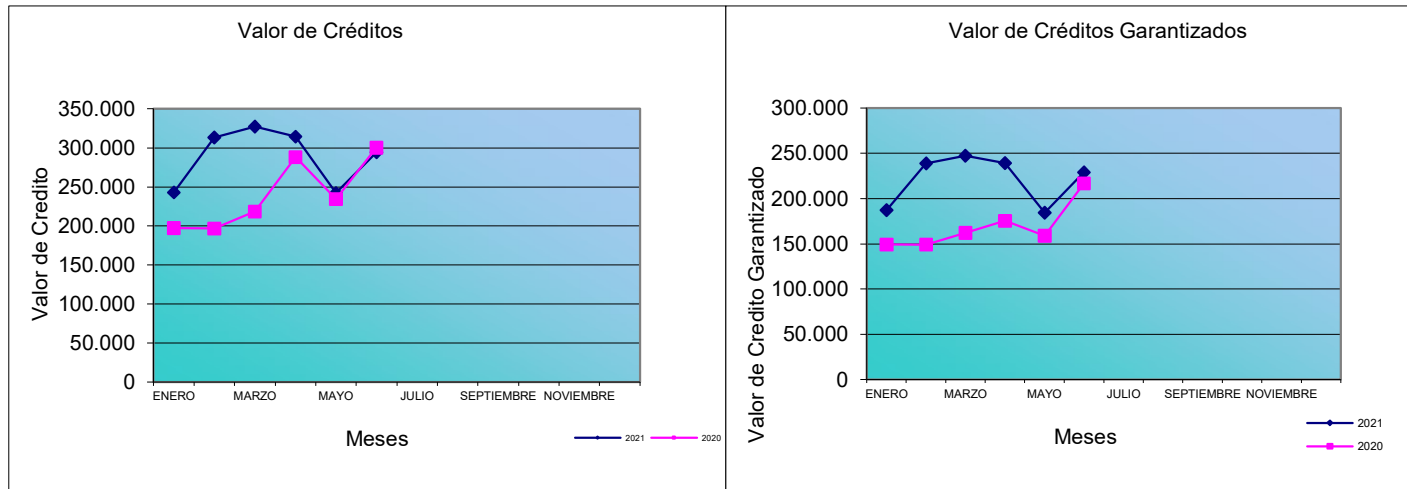 Valor de Créditos
Valor de Credito
350.000
300.000
250.000
200.000
150.000
100.000
50.000
0
ENERO MARZO MAYO JULIO SEPTIEMBRE NOVIEMBRE
Meses
2021 2020
Valor de Créditos Garantizados
Valor de Credito Garantizado
300.000
250.000
200.000
150.000
100.000
50.000
0
ENERO MARZO MAYO JULIO SEPTIEMBRE NOVIEMBRE
Meses
2021
2020